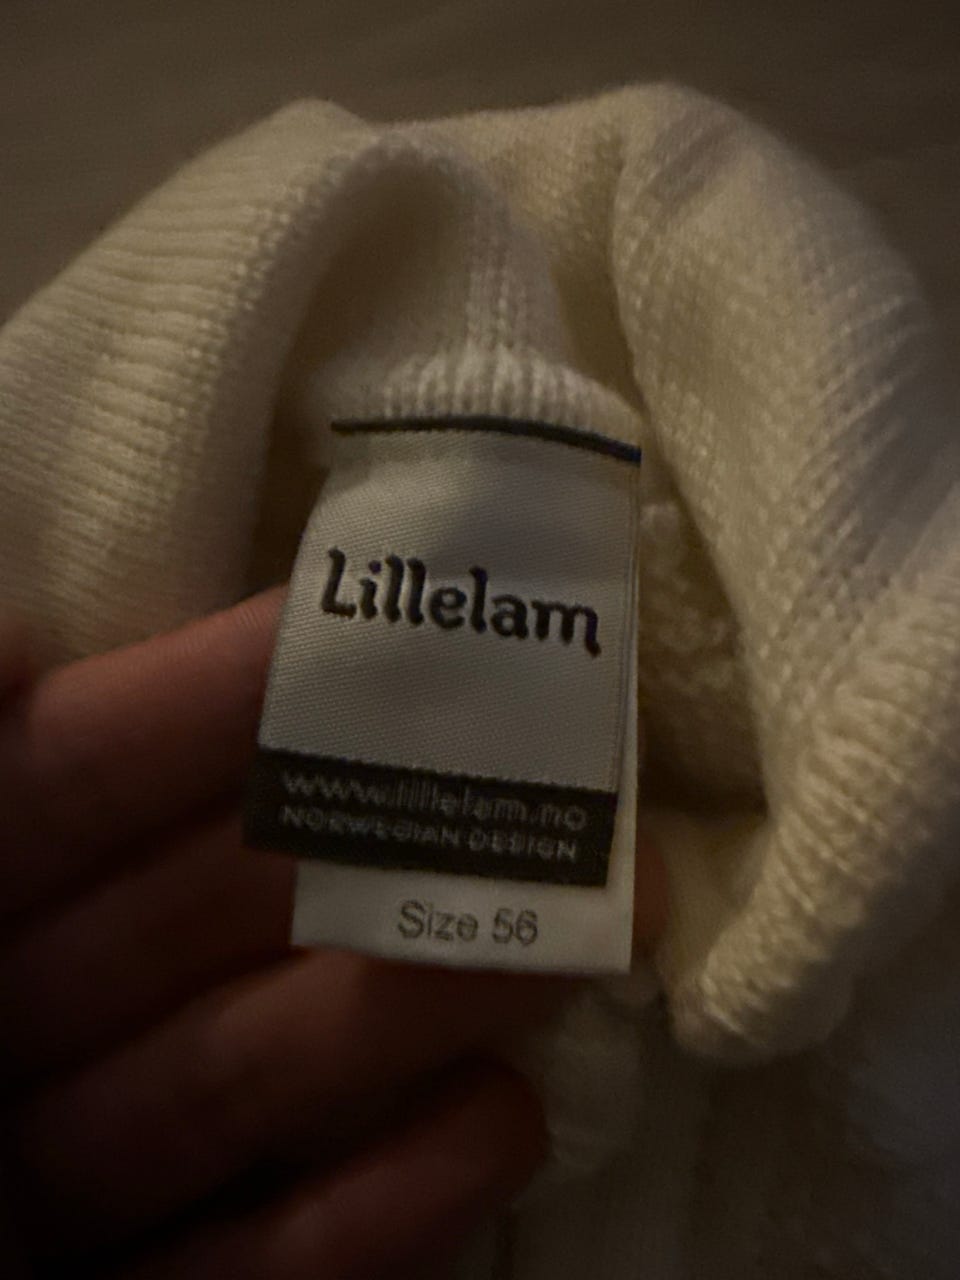 Lillelam
www.lillelam.no
NORWEGIAN DESIGN
Size 56